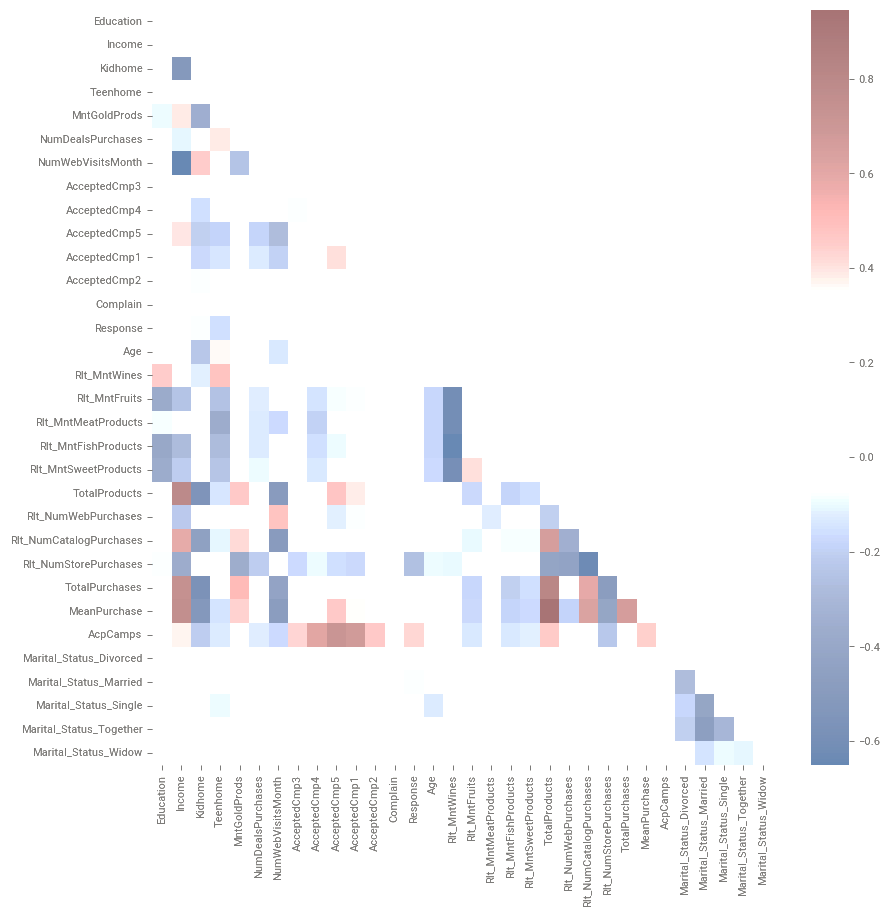 Education
Income
Kidhome
Teenhome
MntGoldProds
NumDealsPurchases
NumWebVisitsMonth
AcceptedCmp3
AcceptedCmp4
AcceptedCmp5
AcceptedCmp1
AcceptedCmp2
Complain
Response
Age
Rlt_MntWines
Rlt_MntFruits
Rlt_MntMeatProducts
Rlt_MntFishProducts
Rlt_MntSweetProducts
TotalProducts
Rlt_NumWebPurchases
Rlt_NumCatalogPurchases
Rlt_NumStorePurchases
TotalPurchases
MeanPurchase
AcpCamps
Marital_Status_Divorced
Marital_Status_Married
Marital_Status_Single
Marital_Status_Together
Marital_Status_Widow
Education
Income
Kidhome
Teenhome
MntGoldProds
NumDealsPurchases
NumWebVisitsMonth
AcceptedCmp3
AcceptedCmp4
AcceptedCmp5
AcceptedCmp1
AcceptedCmp2
Complain
Response
Age
Rlt_MntWines
Rlt_MntFruits
Rlt_MntMeatProducts
Rlt_MntFishProducts
Rlt_MntSweetProducts
TotalProducts
Rlt_NumWebPurchases
Rlt_NumCatalogPurchases
Rlt_NumStorePurchases
TotalPurchases
MeanPurchase
AcpCamps
Marital_Status_Divorced
Marital_Status_Married
Marital_Status_Single
Marital_Status_Together
Marital_Status_Widow
0.8
0.6
0.4
0.2
0.0
−0.2
−0.4
−0.6